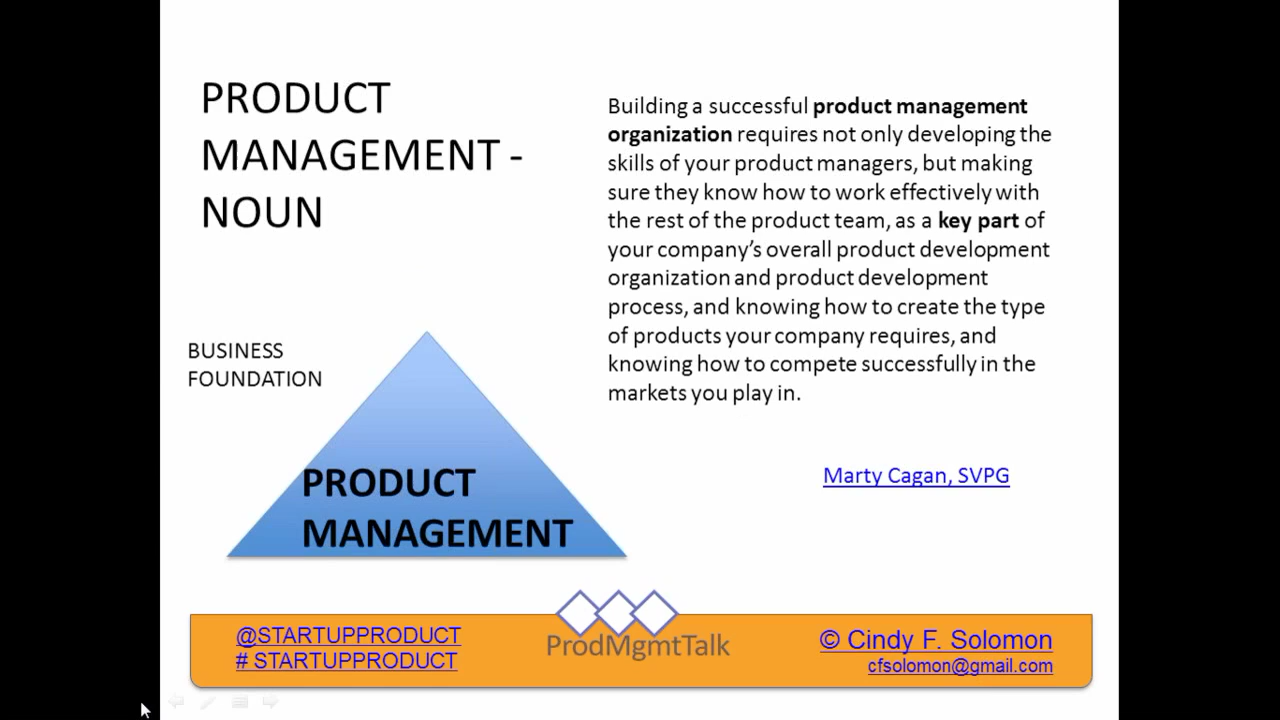 PRODUCT
MANAGEMENT -
NOUN
Building a successful product management
organization requires not only developing the
skills of your product managers, but making
sure they know how to work effectively with
the rest of the product team, as a key part of
your company’s overall product development
organization and product development
process, and knowing how to create the type
of products your company requires, and
knowing how to compete successfully in the
markets you play in.
Marty Cagan, SVPG
BUSINESS
FOUNDATION
PRODUCT
MANAGEMENT
@STARTUPPRODUCT
# STARTUPPRODUCT
ProdMgmtTalk
© Cindy F. Solomon
cfsolomon@gmail.com